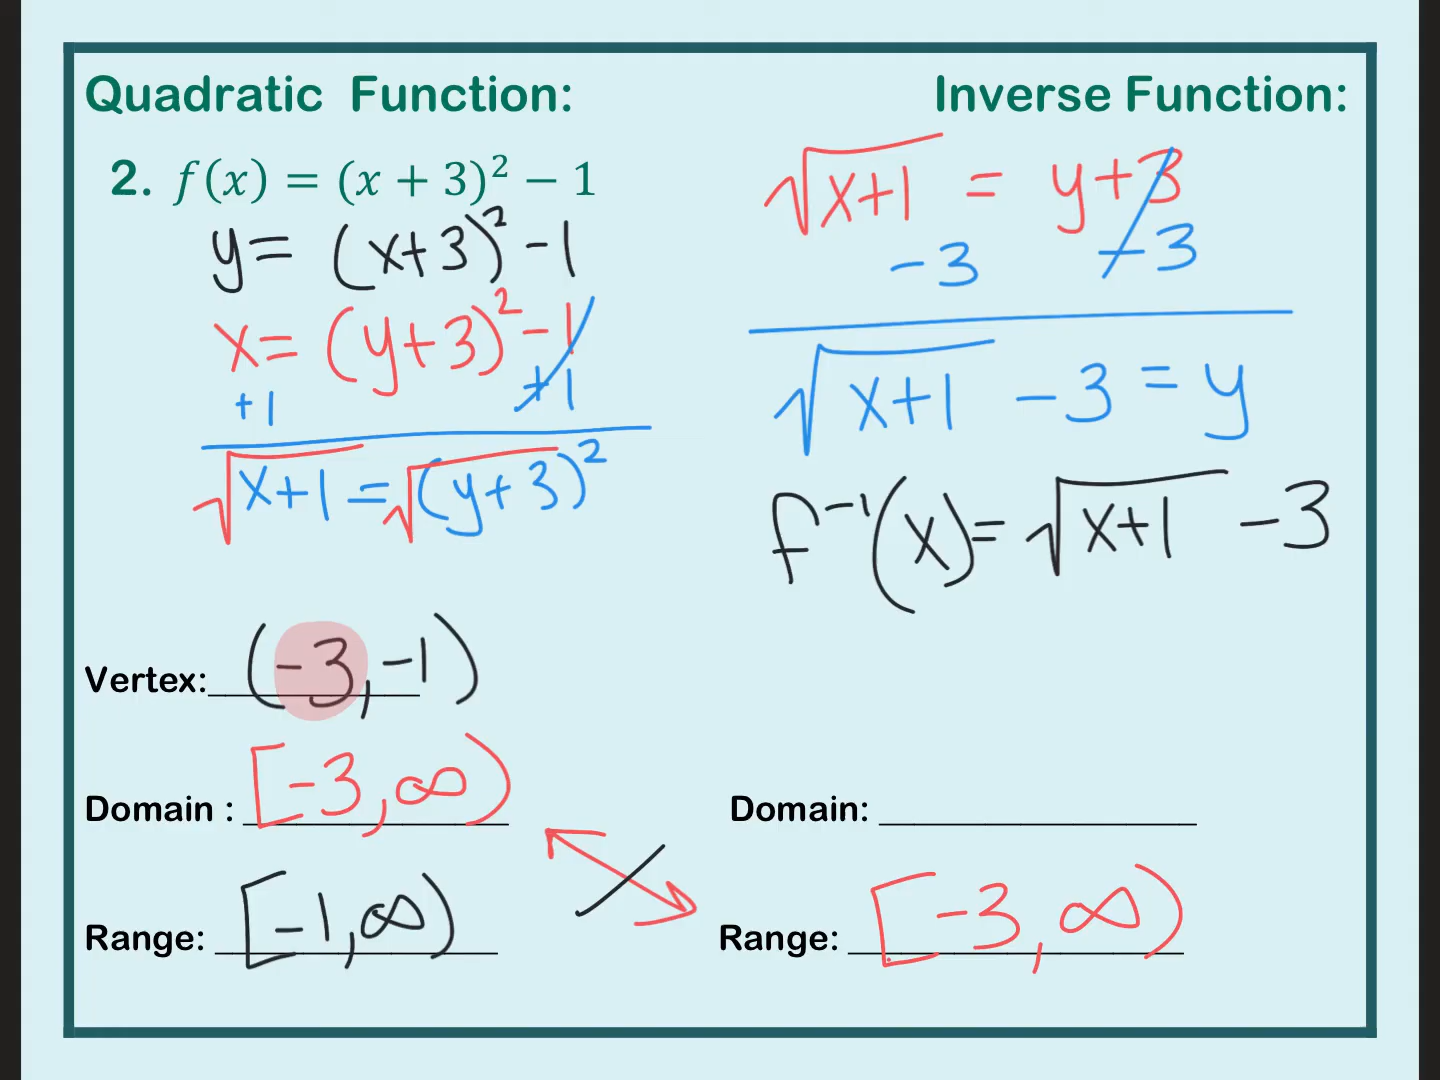 Quadratic Function:
2. f(x) = (x + 3)² − 1
y = (x+3)² -1
x = (y+3)² -1
+1 +1
√x+1 = √(y+3)²
Vertex: (-3, -1)
Domain : [-3, ∞)
Range: [-1, ∞)
Inverse Function:
√x+1 = y+3
-3 -3
√x+1 -3 = y
f⁻¹(x) = √x+1 -3
Domain:
Range: [-3, ∞)